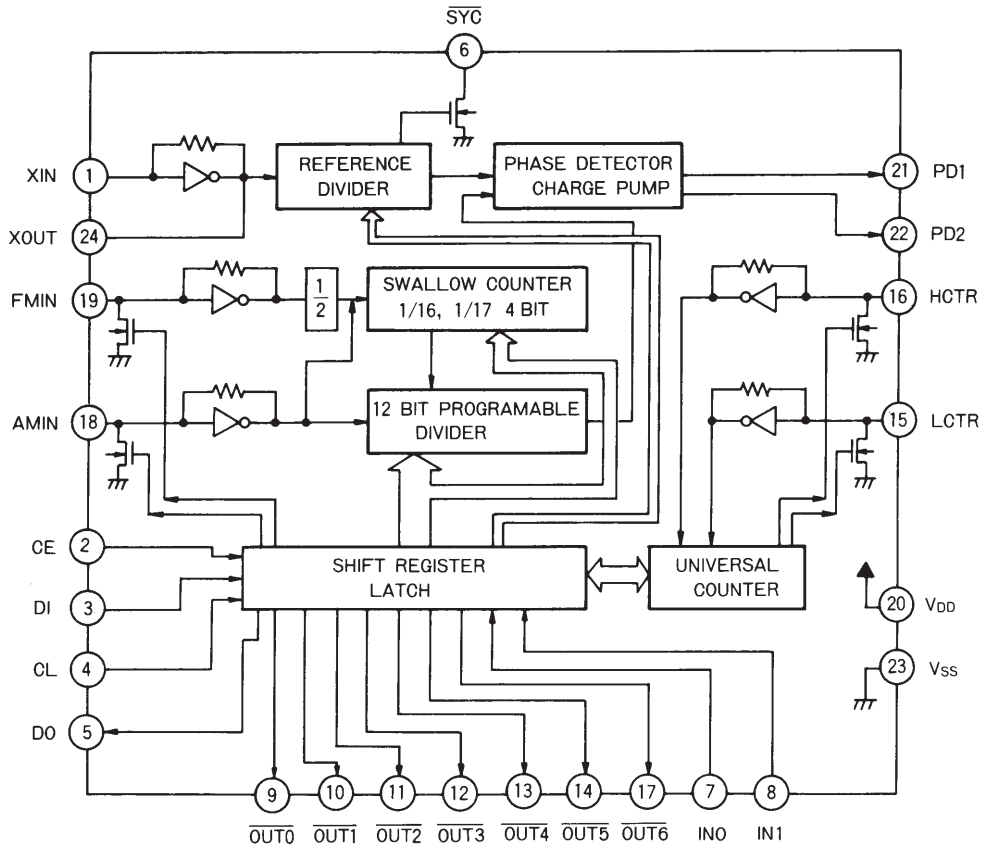 SYC
6
XIN
1
REFERENCE
DIVIDER
PHASE DETECTOR
CHARGE PUMP
21
PD1
XOUT
24
22
PD2
FMIN
19
1
2
SWALLOW COUNTER
1/16, 1/17 4 BIT
16
HCTR
AMIN
18
12 BIT PROGRAMABLE
DIVIDER
15
LCTR
CE
2
SHIFT REGISTER
LATCH
UNIVERSAL
COUNTER
DI
3
20
VDD
CL
4
23
VSS
DO
5
9
10
11
12
13
14
17
7
8
OUT0
OUT1
OUT2
OUT3
OUT4
OUT5
OUT6
IN0
IN1